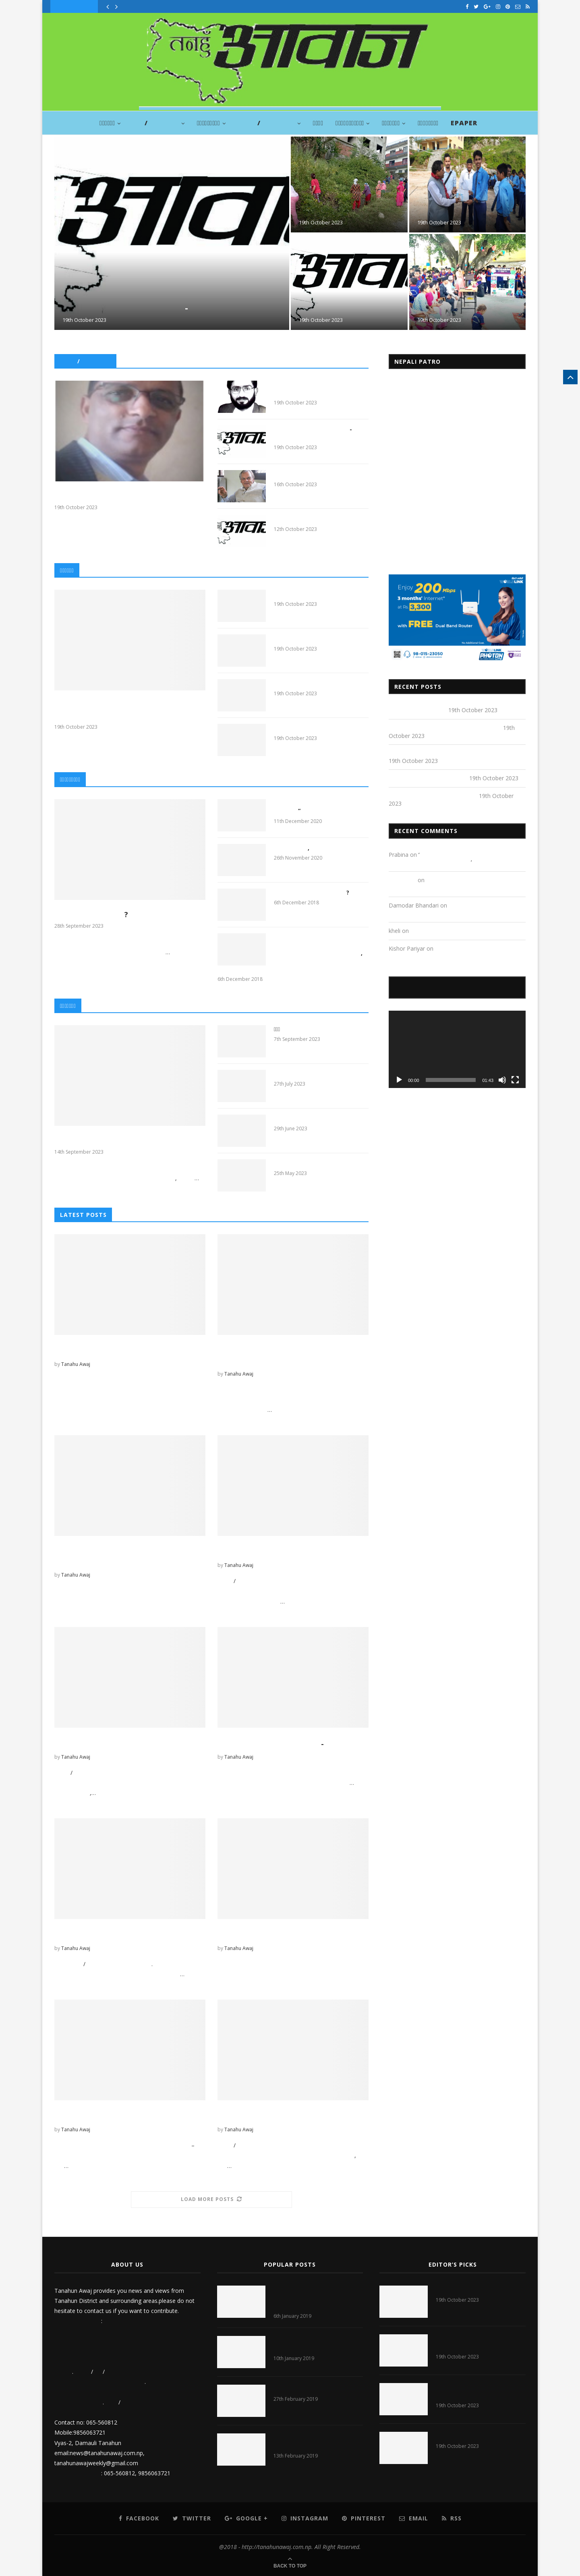 तनहुँ आवाज
/
/
EPAPER
आवाज
19th October 2023
19th October 2023
19th October 2023
19th October 2023
19th October 2023
/
NEPALI PATRO
19th October 2023
19th October 2023
19th October 2023
16th October 2023
12th October 2023
19th October 2023
19th October 2023
19th October 2023
19th October 2023
19th October 2023
Enjoy 200 Mbps
3 months' Internet*
at Rs 3,300
with FREE Dual Band Router
RECENT POSTS
19th October 2023
19th October 2023
19th October 2023
19th October 2023
19th October 2023
?
28th September 2023
...
11th December 2020
26th November 2020
?
6th December 2018
6th December 2018
RECENT COMMENTS
Prabina on '
on
Damodar Bhandari on
kheli on
Kishor Pariyar on
00:00 01:43
14th September 2023
, ...
7th September 2023
27th July 2023
29th June 2023
25th May 2023
LATEST POSTS
by Tanahu Awaj
by Tanahu Awaj
...
by Tanahu Awaj
by Tanahu Awaj
/
...
by Tanahu Awaj
/
,...
-
by Tanahu Awaj
...
by Tanahu Awaj
/
...
by Tanahu Awaj
by Tanahu Awaj
...
by Tanahu Awaj
/
...
LOAD MORE POSTS
ABOUT US
Tanahun Awaj provides you news and views from
Tanahun District and surrounding areas.please do not
hesitate to contact us if you want to contribute.
:
Contact no: 065-560812
Mobile:9856063721
Vyas-2, Damauli Tanahun
email:news@tanahunawaj.com.np,
tanahunawajweekly@gmail.com
: 065-560812, 9856063721
POPULAR POSTS
6th January 2019
10th January 2019
27th February 2019
13th February 2019
EDITOR'S PICKS
19th October 2023
19th October 2023
19th October 2023
19th October 2023
FACEBOOK TWITTER GOOGLE + INSTAGRAM PINTEREST EMAIL RSS
@2018 - http://tanahunawaj.com.np. All Right Reserved.
BACK TO TOP